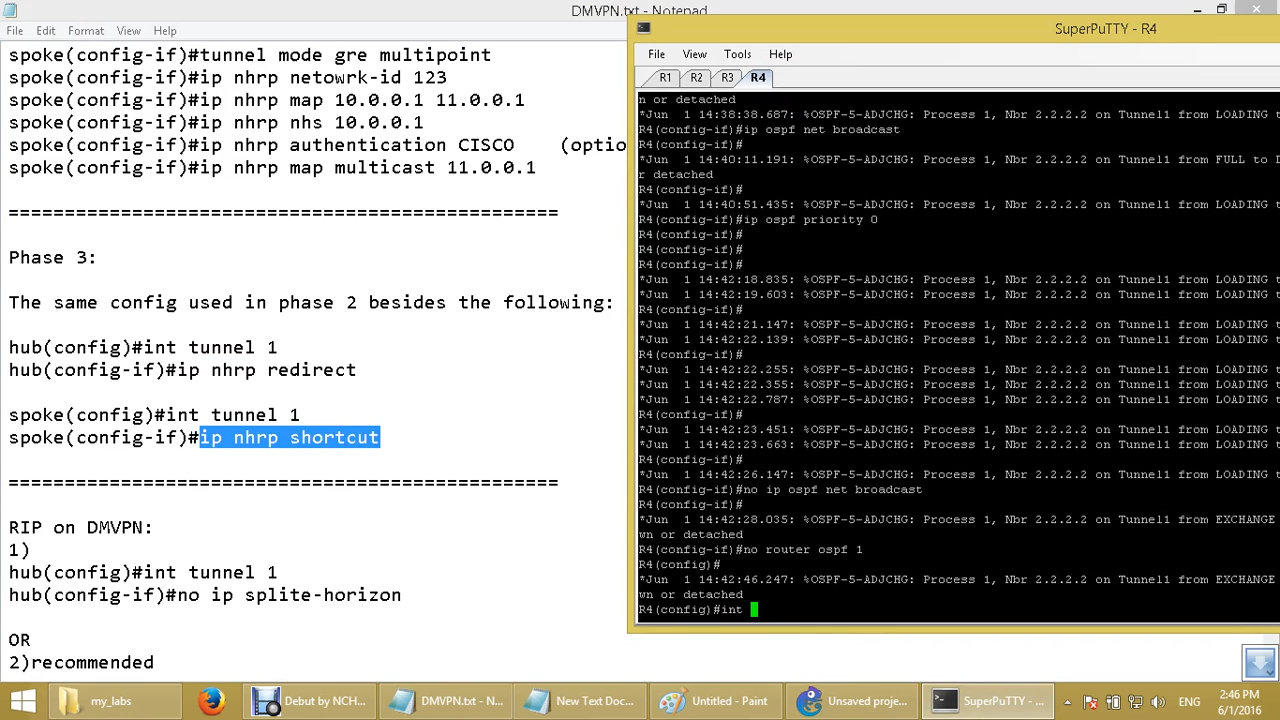 DMVPN.txt - Notepad
File Edit Format View Help
spoke(config-if)#tunnel mode gre multipoint
spoke(config-if)#ip nhrp netowrk-id 123
spoke(config-if)#ip nhrp map 10.0.0.1 11.0.0.1
spoke(config-if)#ip nhrp nhs 10.0.0.1
spoke(config-if)#ip nhrp authentication CISCO (optio
spoke(config-if)#ip nhrp map multicast 11.0.0.1
=================================================
Phase 3:
The same config used in phase 2 besides the following:
hub(config)#int tunnel 1
hub(config-if)#ip nhrp redirect
spoke(config)#int tunnel 1
spoke(config-if)#ip nhrp shortcut
=================================================
RIP on DMVPN:
1)
hub(config)#int tunnel 1
hub(config-if)#no ip splite-horizon
OR
2)recommended
SuperPuTTY - R4
File View Tools Help
R1 R2 R3 R4
n or detached
*Jun 1 14:38:38.687: %OSPF-5-ADJCHG: Process 1, Nbr 2.2.2.2 on Tunnel1 from LOADING t
R4(config-if)#ip ospf net broadcast
R4(config-if)#
*Jun 1 14:40:11.191: %OSPF-5-ADJCHG: Process 1, Nbr 2.2.2.2 on Tunnel1 from FULL to D
r detached
R4(config-if)#
*Jun 1 14:40:51.435: %OSPF-5-ADJCHG: Process 1, Nbr 2.2.2.2 on Tunnel1 from LOADING t
R4(config-if)#ip ospf priority 0
R4(config-if)#
R4(config-if)#
R4(config-if)#
*Jun 1 14:42:18.835: %OSPF-5-ADJCHG: Process 1, Nbr 2.2.2.2 on Tunnel1 from LOADING t
*Jun 1 14:42:19.603: %OSPF-5-ADJCHG: Process 1, Nbr 2.2.2.2 on Tunnel1 from LOADING t
R4(config-if)#
*Jun 1 14:42:21.147: %OSPF-5-ADJCHG: Process 1, Nbr 2.2.2.2 on Tunnel1 from LOADING t
*Jun 1 14:42:22.139: %OSPF-5-ADJCHG: Process 1, Nbr 2.2.2.2 on Tunnel1 from LOADING t
R4(config-if)#
*Jun 1 14:42:22.255: %OSPF-5-ADJCHG: Process 1, Nbr 2.2.2.2 on Tunnel1 from LOADING t
*Jun 1 14:42:22.355: %OSPF-5-ADJCHG: Process 1, Nbr 2.2.2.2 on Tunnel1 from LOADING t
*Jun 1 14:42:22.787: %OSPF-5-ADJCHG: Process 1, Nbr 2.2.2.2 on Tunnel1 from LOADING t
R4(config-if)#
*Jun 1 14:42:23.451: %OSPF-5-ADJCHG: Process 1, Nbr 2.2.2.2 on Tunnel1 from LOADING t
*Jun 1 14:42:23.663: %OSPF-5-ADJCHG: Process 1, Nbr 2.2.2.2 on Tunnel1 from LOADING t
R4(config-if)#
*Jun 1 14:42:26.147: %OSPF-5-ADJCHG: Process 1, Nbr 2.2.2.2 on Tunnel1 from LOADING t
R4(config-if)#no ip ospf net broadcast
R4(config-if)#
*Jun 1 14:42:28.035: %OSPF-5-ADJCHG: Process 1, Nbr 2.2.2.2 on Tunnel1 from EXCHANGE
wn or detached
R4(config-if)#no router ospf 1
R4(config)#
*Jun 1 14:42:46.247: %OSPF-5-ADJCHG: Process 1, Nbr 2.2.2.2 on Tunnel1 from EXCHANGE
wn or detached
R4(config)#int
my_labs
Debut by NCH...
DMVPN.txt - N...
New Text Doc...
Untitled - Paint
Unsaved proje...
SuperPuTTY - ...
ENG
2:46 PM
6/1/2016